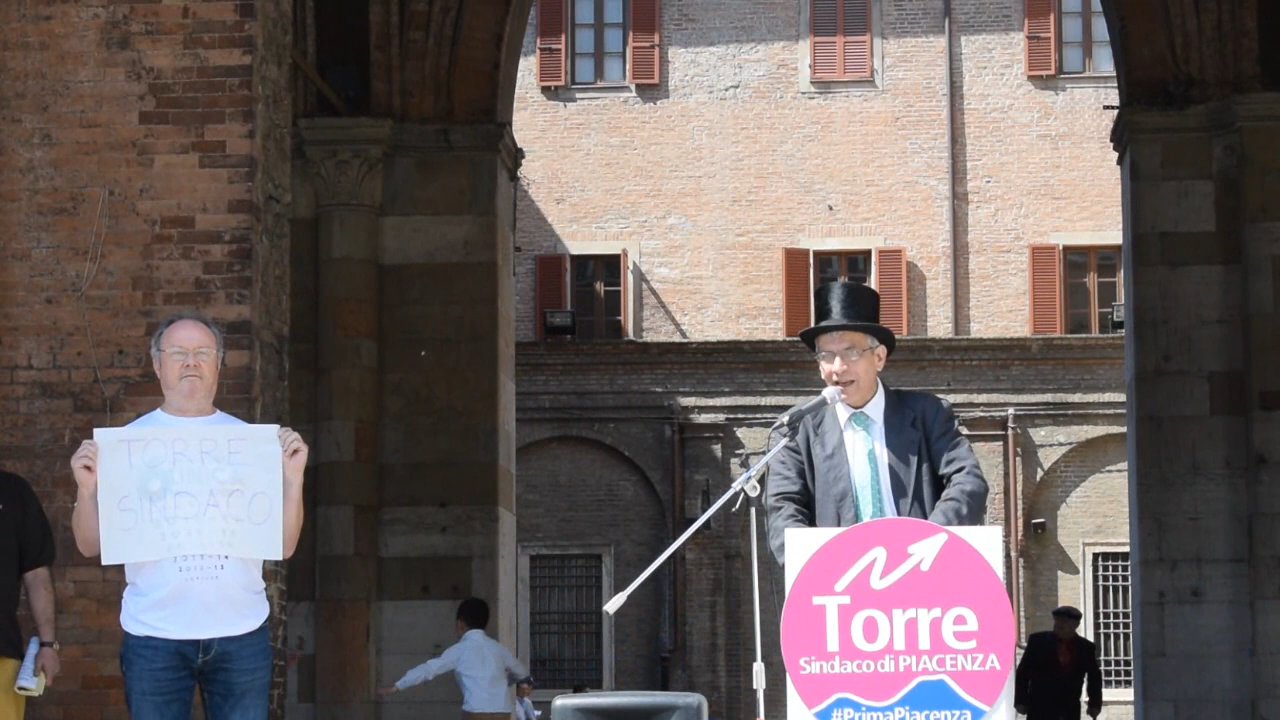 TORRE
SINDACO
Torre
Sindaco di PIACENZA
#PrimaPiacenza